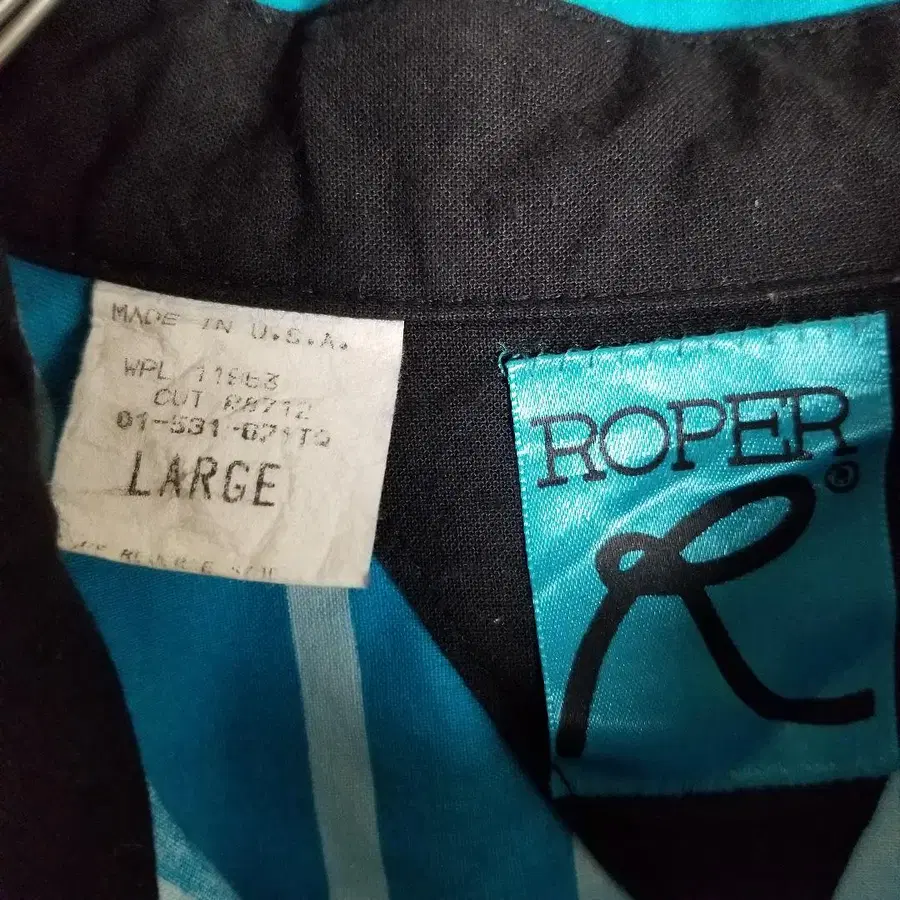 MADE IN U.S.A.
WPL 11963
CUT
LARGE
ROPER
R
®